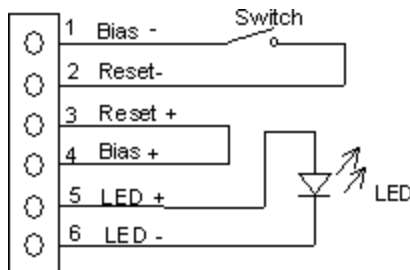 Switch
1 Bias -
2 Reset-
3 Reset +
4 Bias +
5 LED +
LED
6 LED -